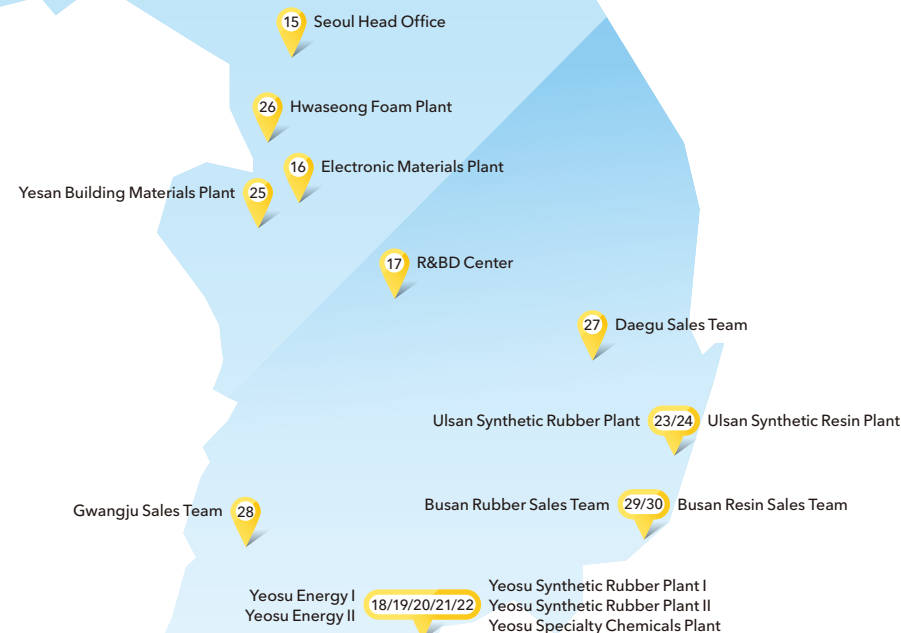 15 Seoul Head Office
26 Hwaseong Foam Plant
16 Electronic Materials Plant
Yesan Building Materials Plant 25
17 R&BD Center
27 Daegu Sales Team
Ulsan Synthetic Rubber Plant 23/24 Ulsan Synthetic Resin Plant
Busan Rubber Sales Team 29/30 Busan Resin Sales Team
Gwangju Sales Team 28
Yeosu Energy I
Yeosu Energy II
18/19/20/21/22
Yeosu Synthetic Rubber Plant I
Yeosu Synthetic Rubber Plant II
Yeosu Specialty Chemicals Plant